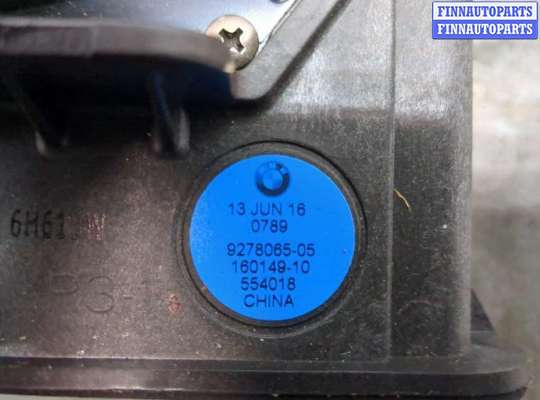 FINNAUTOPARTS
FINNAUTOPARTS
13 JUN 16
0789
9278065-05
160149-10
554018
CHINA